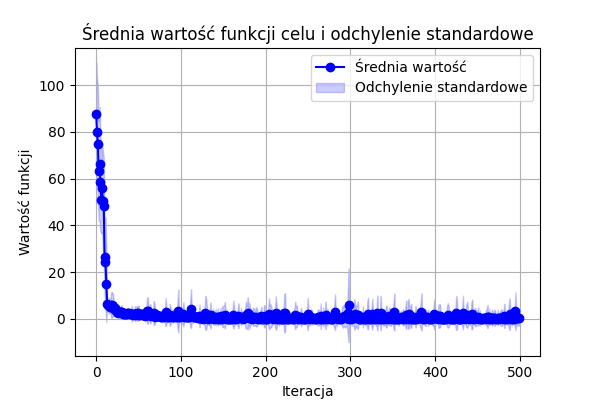 Średnia wartość funkcji celu i odchylenie standardowe
Średnia wartość
Odchylenie standardowe
Wartość funkcji
100
80
60
40
20
0
0 100 200 300 400 500
Iteracja